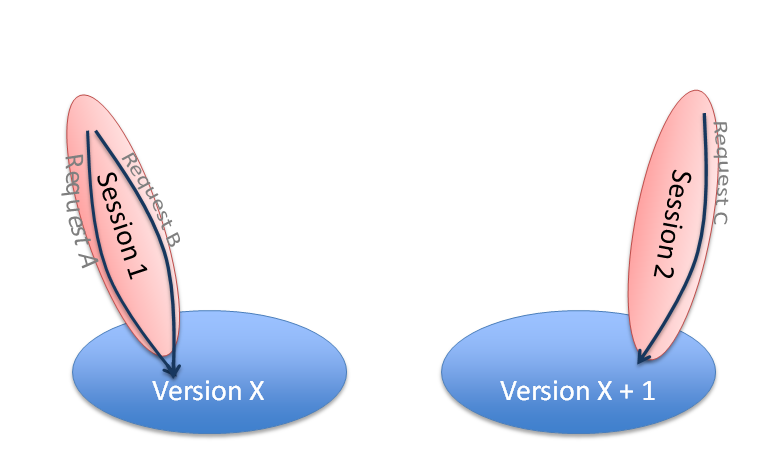 Request A
Session 1
Request B
Version X
Session 2
Request C
Version X + 1